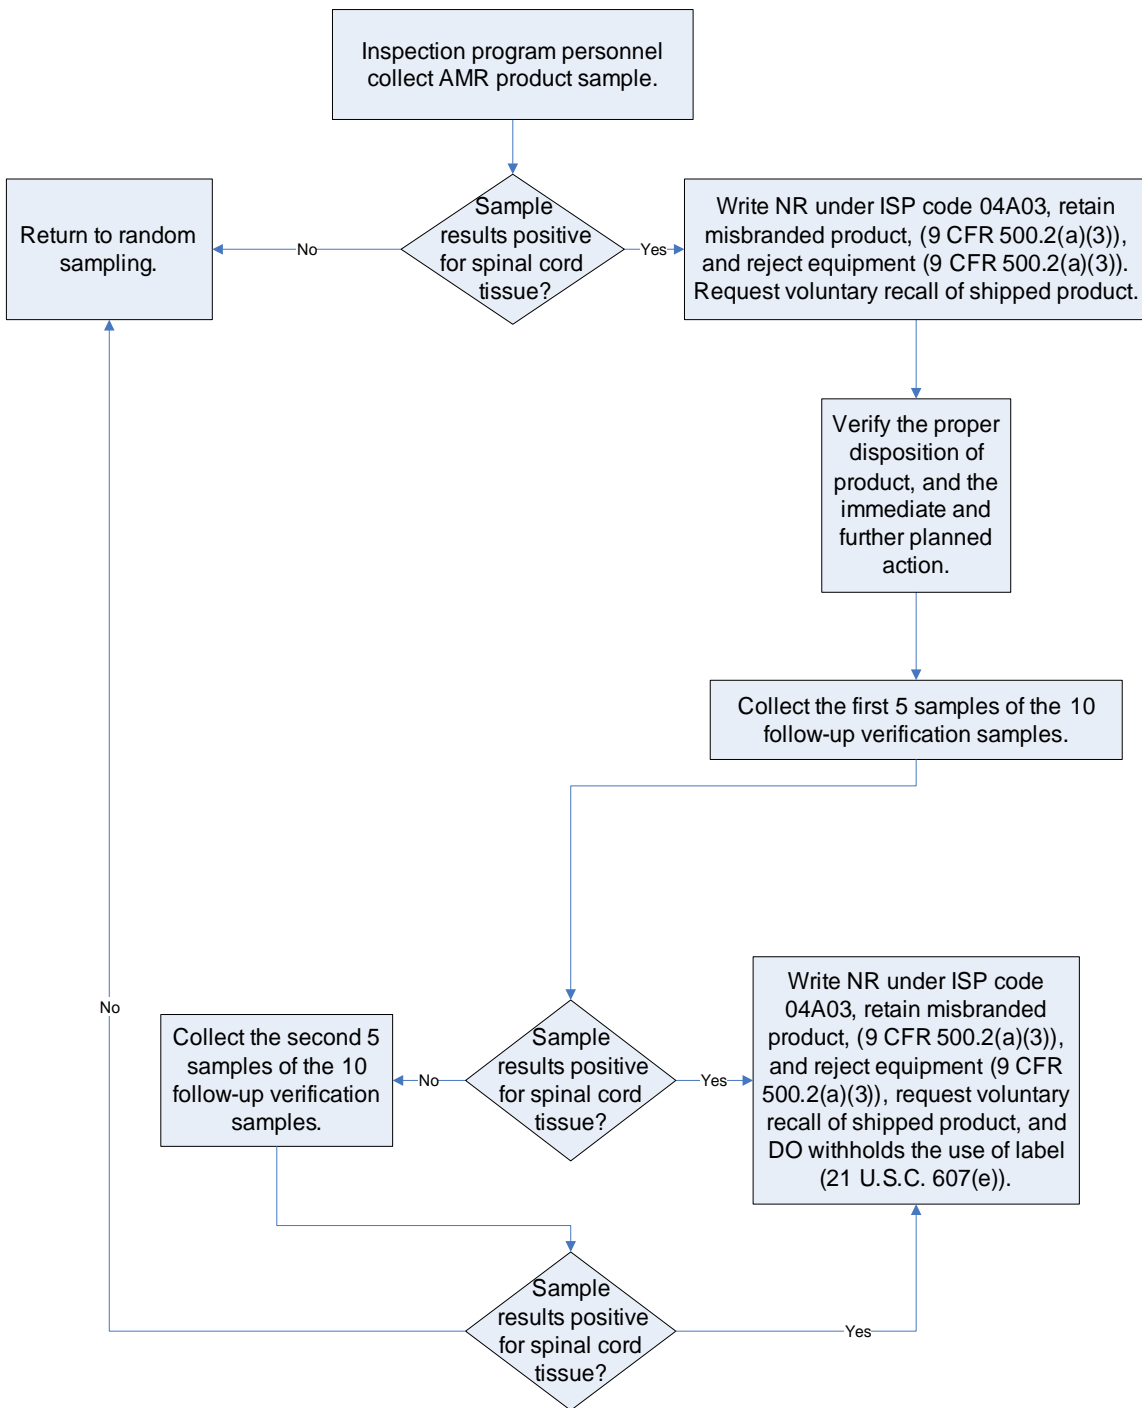 Inspection program personnel
collect AMR product sample.
Return to random
sampling.
No
Sample
results positive
for spinal cord
tissue?
Yes
Write NR under ISP code 04A03, retain
misbranded product, (9 CFR 500.2(a)(3)),
and reject equipment (9 CFR 500.2(a)(3)).
Request voluntary recall of shipped product.
Verify the proper
disposition of
product, and the
immediate and
further planned
action.
Collect the first 5 samples of the 10
follow-up verification samples.
No
Collect the second 5
samples of the 10
follow-up verification
samples.
No
Sample
results positive
for spinal cord
tissue?
Yes
Write NR under ISP code
04A03, retain misbranded
product, (9 CFR 500.2(a)(3)),
and reject equipment (9 CFR
500.2(a)(3)), request voluntary
recall of shipped product, and
DO withholds the use of label
(21 U.S.C. 607(e)).
Sample
results positive
for spinal cord
tissue?
Yes